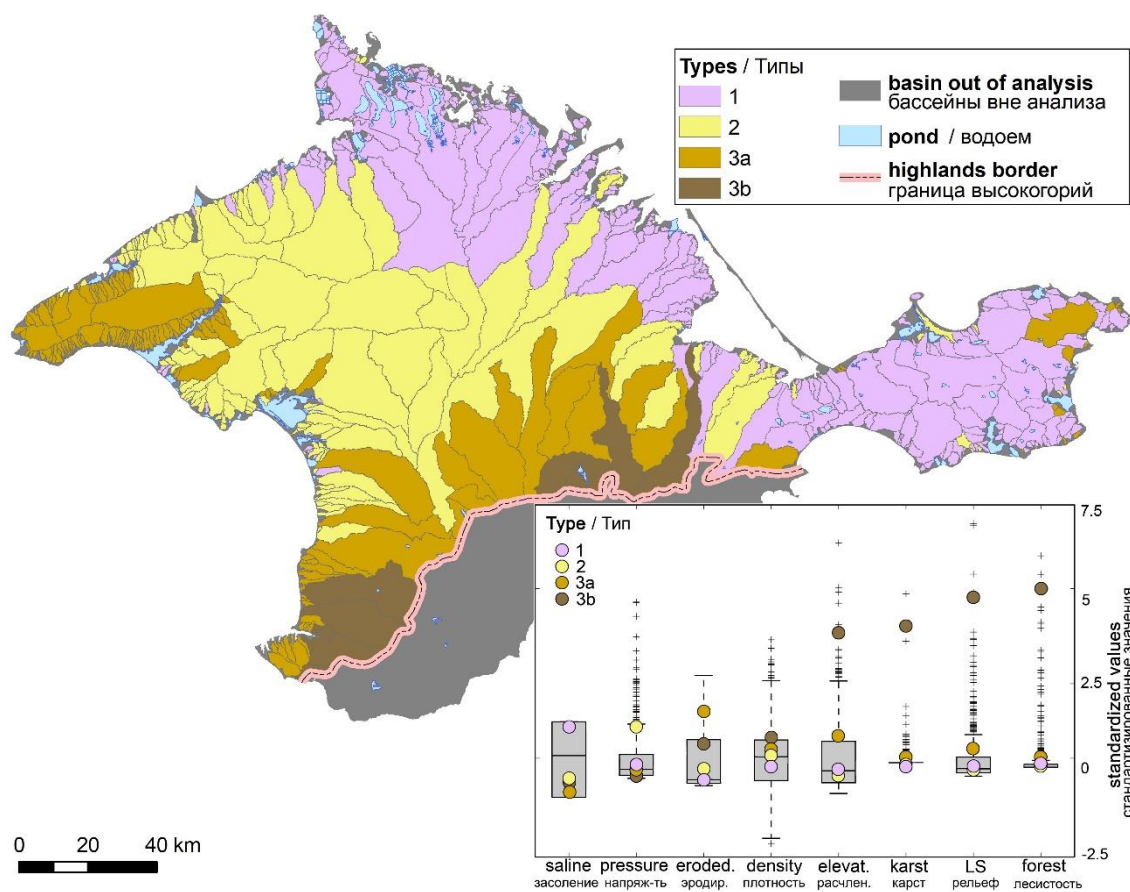 Types / Типы
1
2
3a
3b
basin out of analysis
бассейны вне анализа
pond / водоем
highlands border
граница высокогорий
Type / Тип
1
2
3a
3b
7.5
5
2.5
0
-2.5
standardized values
стандартизированные значения
saline pressure eroded. density elevat. karst LS forest
засоление напряж-ть эродир. плотность расчлен. карст рельеф лесистость
0 20 40 km